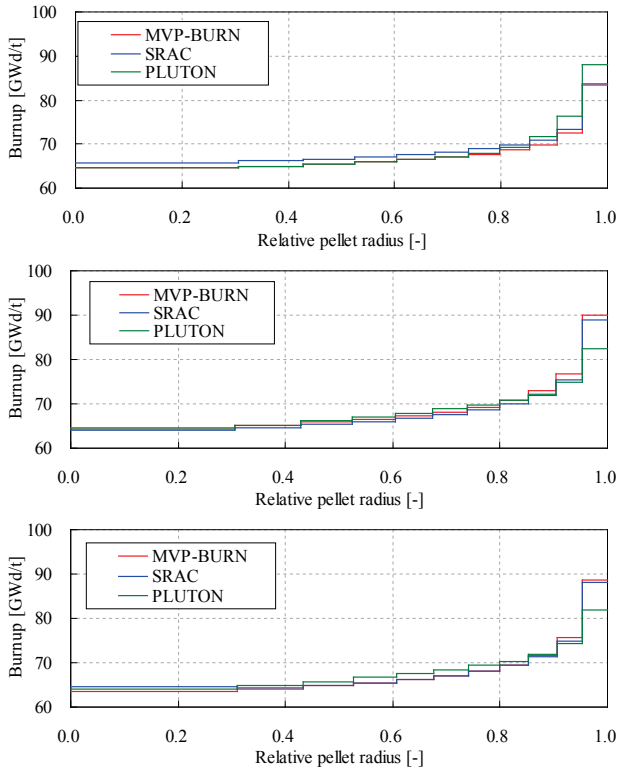 100
90
80
70
60
Burnup [GWd/t]
MVP-BURN
SRAC
PLUTON
0.0 0.2 0.4 0.6 0.8 1.0
Relative pellet radius [-]
100
90
80
70
60
Burnup [GWd/t]
MVP-BURN
SRAC
PLUTON
0.0 0.2 0.4 0.6 0.8 1.0
Relative pellet radius [-]
100
90
80
70
60
Burnup [GWd/t]
MVP-BURN
SRAC
PLUTON
0.0 0.2 0.4 0.6 0.8 1.0
Relative pellet radius [-]